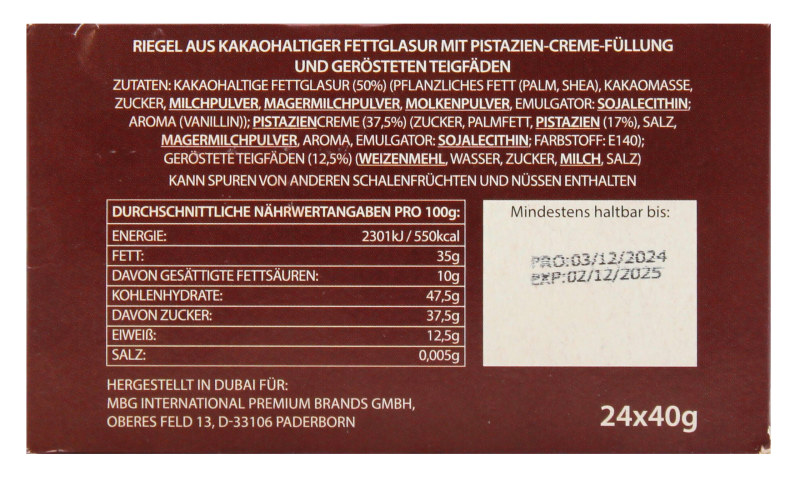 RIEGEL AUS KAKAOHALTIGER FETTGLASUR MIT PISTAZIEN-CREME-FÜLLUNG
UND GERÖSTETEN TEIGFÄDEN
ZUTATEN: KAKAOHALTIGE FETTGLASUR (50%) (PFLANZLICHES FETT (PALM, SHEA), KAKAOMASSE,
ZUCKER, MILCHPULVER, MAGERMILCHPULVER, MOLKENPULVER, EMULGATOR: SOJALECITHIN;
AROMA (VANILLIN)); PISTAZIENCREME (37,5%) (ZUCKER, PALMFETT, PISTAZIEN (17%), SALZ,
MAGERMILCHPULVER, AROMA, EMULGATOR: SOJALECITHIN; FARBSTOFF: E140);
GERÖSTETE TEIGFÄDEN (12,5%) (WEIZENMEHL, WASSER, ZUCKER, MILCH, SALZ)
KANN SPUREN VON ANDEREN SCHALENFRÜCHTEN UND NÜSSEN ENTHALTEN
DURCHSCHNITTLICHE NÄHRWERTANGABEN PRO 100g:
ENERGIE: 2301kJ / 550kcal
FETT: 35g
DAVON GESÄTTIGTE FETTSÄUREN: 10g
KOHLENHYDRATE: 47,5g
DAVON ZUCKER: 37,5g
EIWEIß: 12,5g
SALZ: 0,005g
Mindestens haltbar bis:
PRO:03/12/2024
EXP:02/12/2025
HERGESTELLT IN DUBAI FÜR:
MBG INTERNATIONAL PREMIUM BRANDS GMBH,
OBERES FELD 13, D-33106 PADERBORN
24x40g